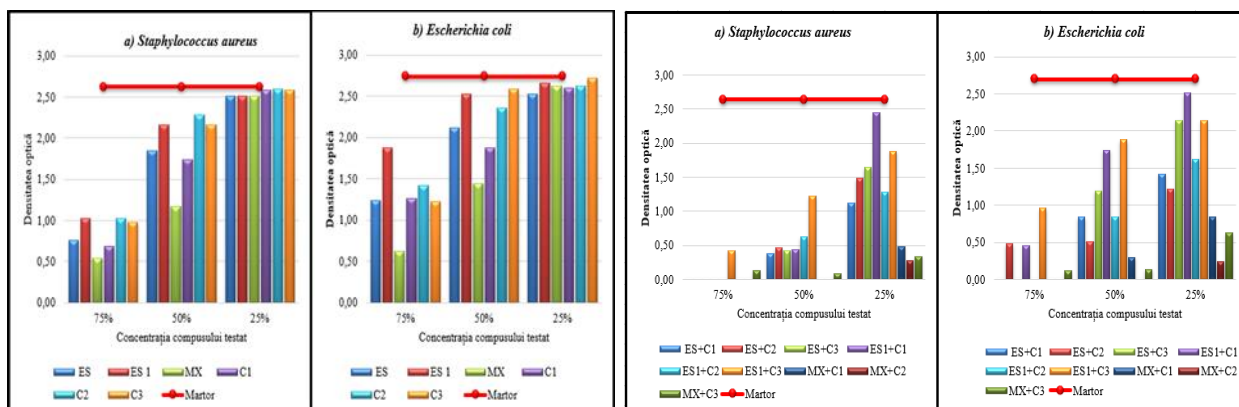 a) Staphylococcus aureus
3,00
2,50
2,00
1,50
1,00
0,50
0,00
Densitatea optică
75%
50%
25%
Concentrația compusului testat
b) Escherichia coli
3,00
2,50
2,00
1,50
1,00
0,50
0,00
Densitatea optică
75%
50%
25%
Concentrația compusului testat
ES
ES 1
MX
C1
C2
C3
Martor
ES
ES 1
MX
C1
C2
C3
Martor
a) Staphylococcus aureus
3,00
2,50
2,00
1,50
1,00
0,50
0,00
Densitatea optică
75%
50%
25%
Concentrația compusului testat
ES+C1
ES+C2
ES+C3
ES1+C1
ES1+C2
ES1+C3
MX+C1
MX+C2
MX+C3
Martor
b) Escherichia coli
3,00
2,50
2,00
1,50
1,00
0,50
0,00
Densitatea optică
75%
50%
25%
Concentrația compusului testat
ES+C1
ES+C2
ES+C3
ES1+C1
ES1+C2
ES1+C3
MX+C1
MX+C2
MX+C3
Martor